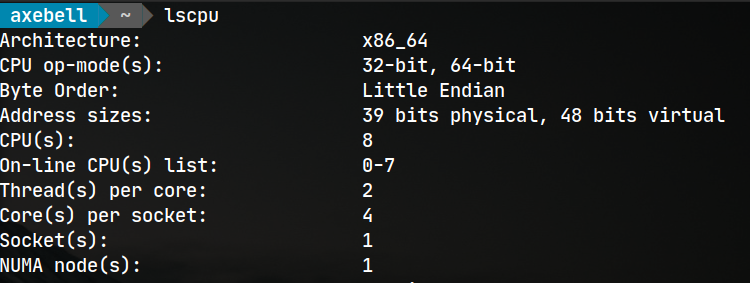 axebell ~ lscpu
Architecture: x86_64
CPU op-mode(s): 32-bit, 64-bit
Byte Order: Little Endian
Address sizes: 39 bits physical, 48 bits virtual
CPU(s): 8
On-line CPU(s) list: 0-7
Thread(s) per core: 2
Core(s) per socket: 4
Socket(s): 1
NUMA node(s): 1